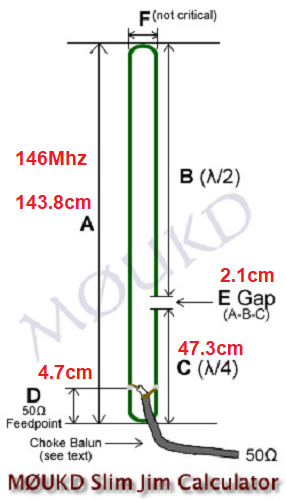 F (not critical)
146Mhz
143.8cm
A
B (λ/2)
2.1cm
E Gap
(A-B-C)
47.3cm
C (λ/4)
4.7cm
D
50Ω
Feedpoint
Choke Balun
(see text)
50Ω
MØUKD
MØUKD Slim Jim Calculator